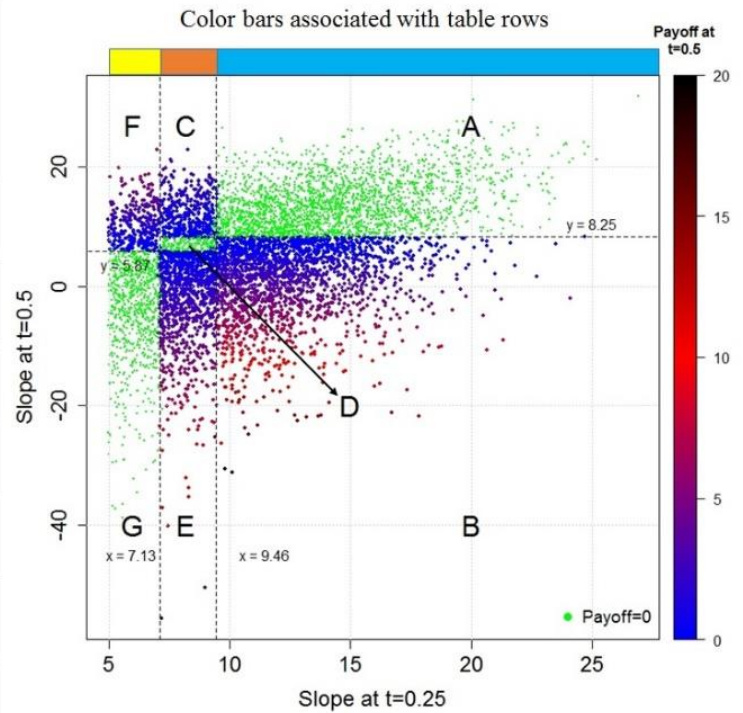 Color bars associated with table rows
Payoff at
t=0.5
F C A
20
y = 8.25
y = 5.87
0
-20
-40
Slope at t=0.5
D
G E B
x = 7.13 x = 9.46
Payoff=0
5 10 15 20 25
Slope at t=0.25
20
15
10
5
0